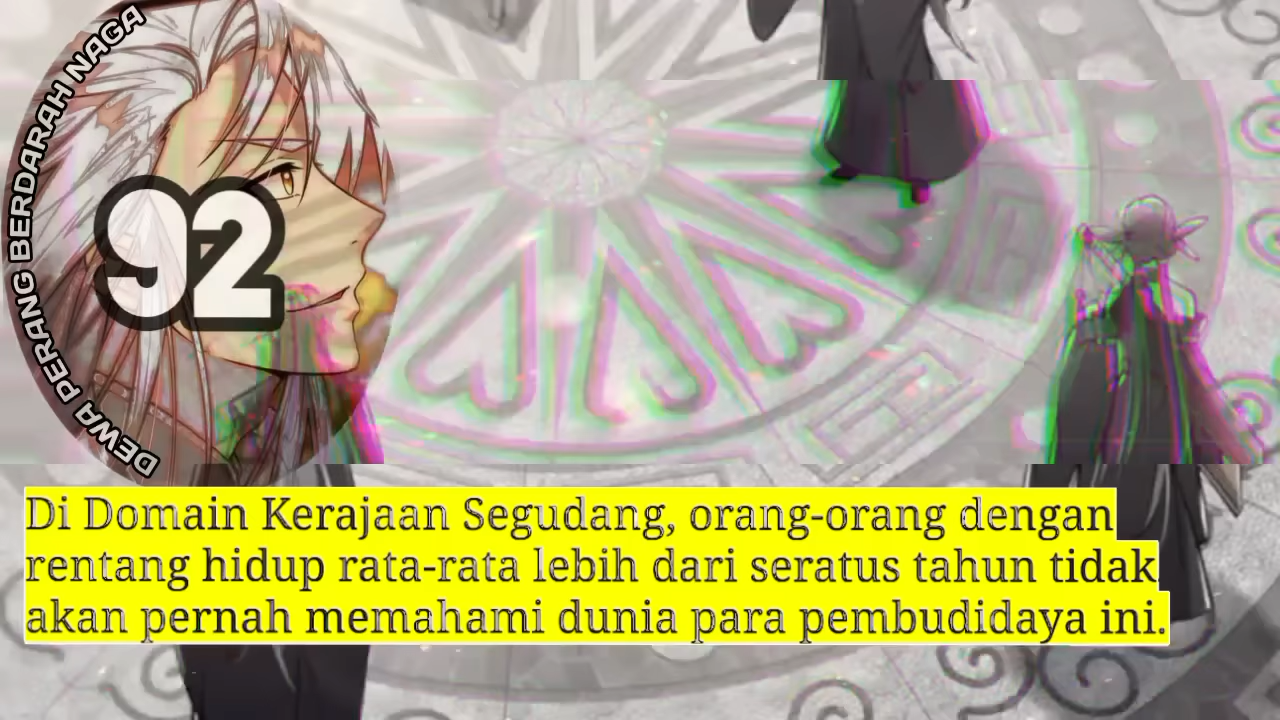 DEWA PERANG BERDARAH NAGA
92
Di Domain Kerajaan Segudang, orang-orang dengan
rentang hidup rata-rata lebih dari seratus tahun tidak
akan pernah memahami dunia para pembudidaya ini.